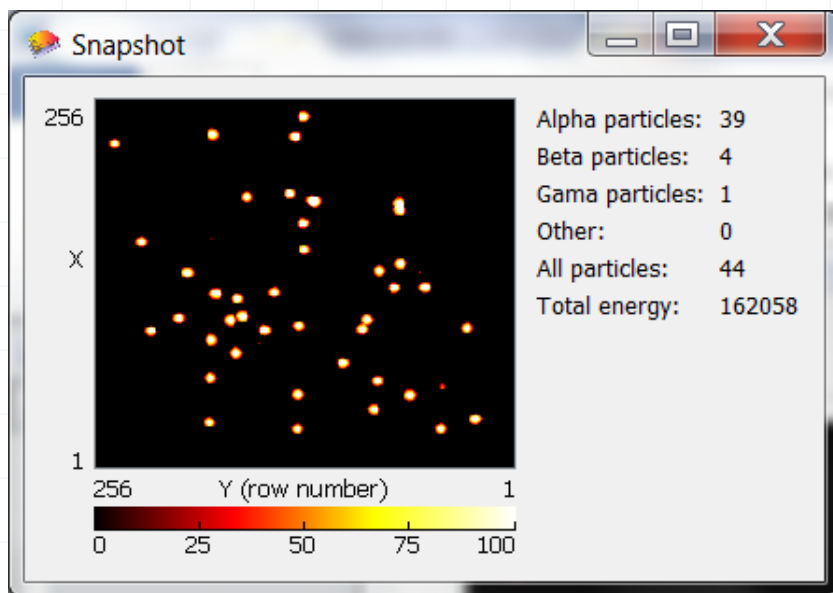 Snapshot
256
X
1
256 Y (row number) 1
0 25 50 75 100
Alpha particles: 39
Beta particles: 4
Gama particles: 1
Other: 0
All particles: 44
Total energy: 162058